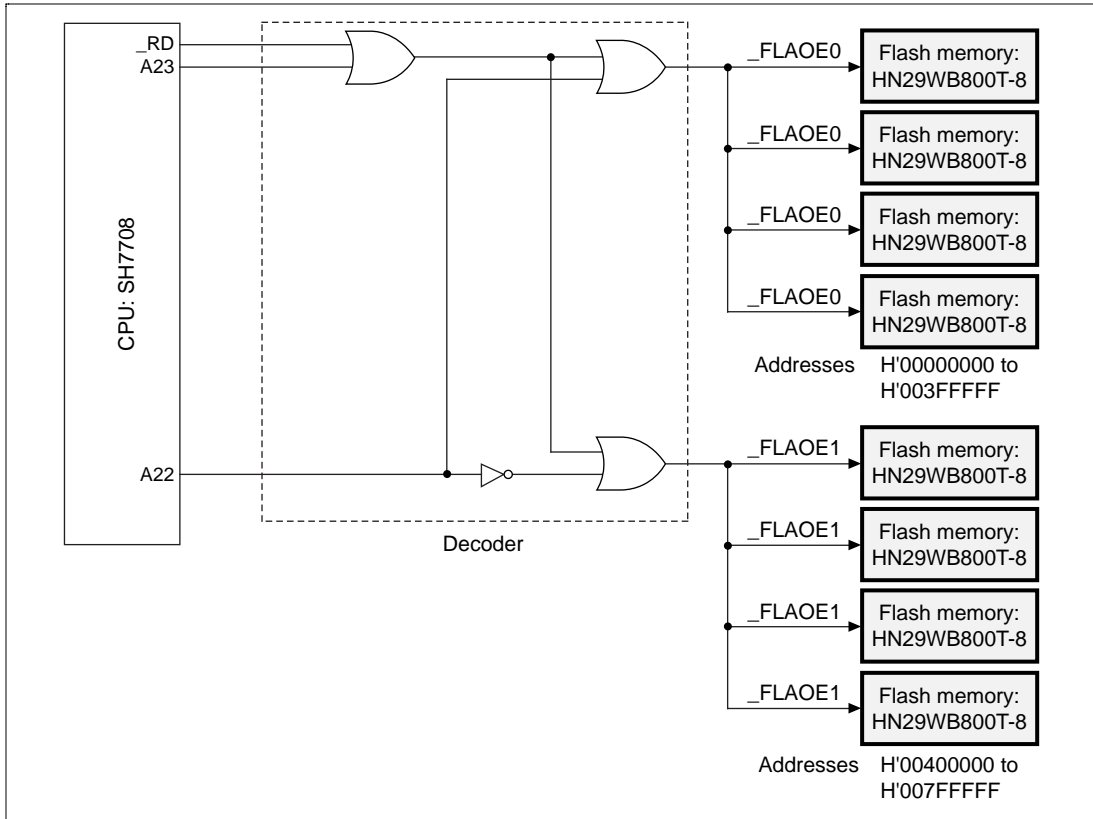 _RD
A23
CPU: SH7708
A22
Decoder
_FLAOE0
Flash memory:
HN29WB800T-8
_FLAOE0
Flash memory:
HN29WB800T-8
_FLAOE0
Flash memory:
HN29WB800T-8
_FLAOE0
Flash memory:
HN29WB800T-8
Addresses H'00000000 to
H'003FFFFF
_FLAOE1
Flash memory:
HN29WB800T-8
_FLAOE1
Flash memory:
HN29WB800T-8
_FLAOE1
Flash memory:
HN29WB800T-8
_FLAOE1
Flash memory:
HN29WB800T-8
Addresses H'00400000 to
H'007FFFFF